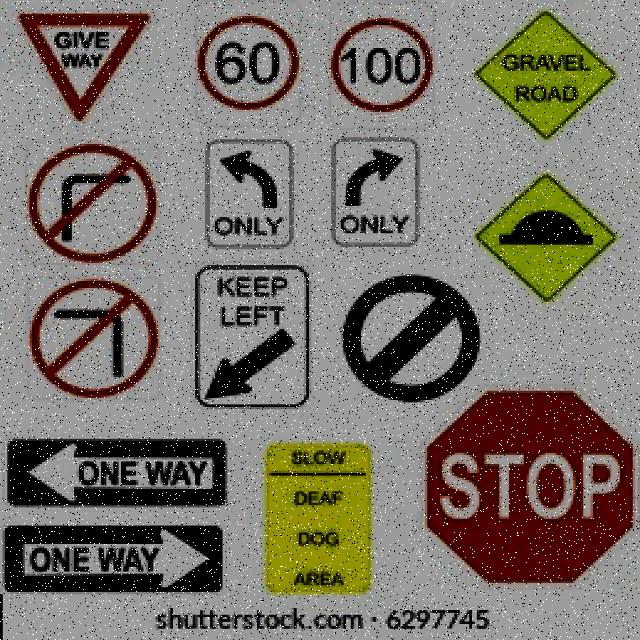 GIVE
WAY
60
100
GRAVEL
ROAD
ONLY
ONLY
KEEP
LEFT
ONE WAY
SLOW
DEAF
DOG
AREA
STOP
ONE WAY
shutterstock.com · 6297745